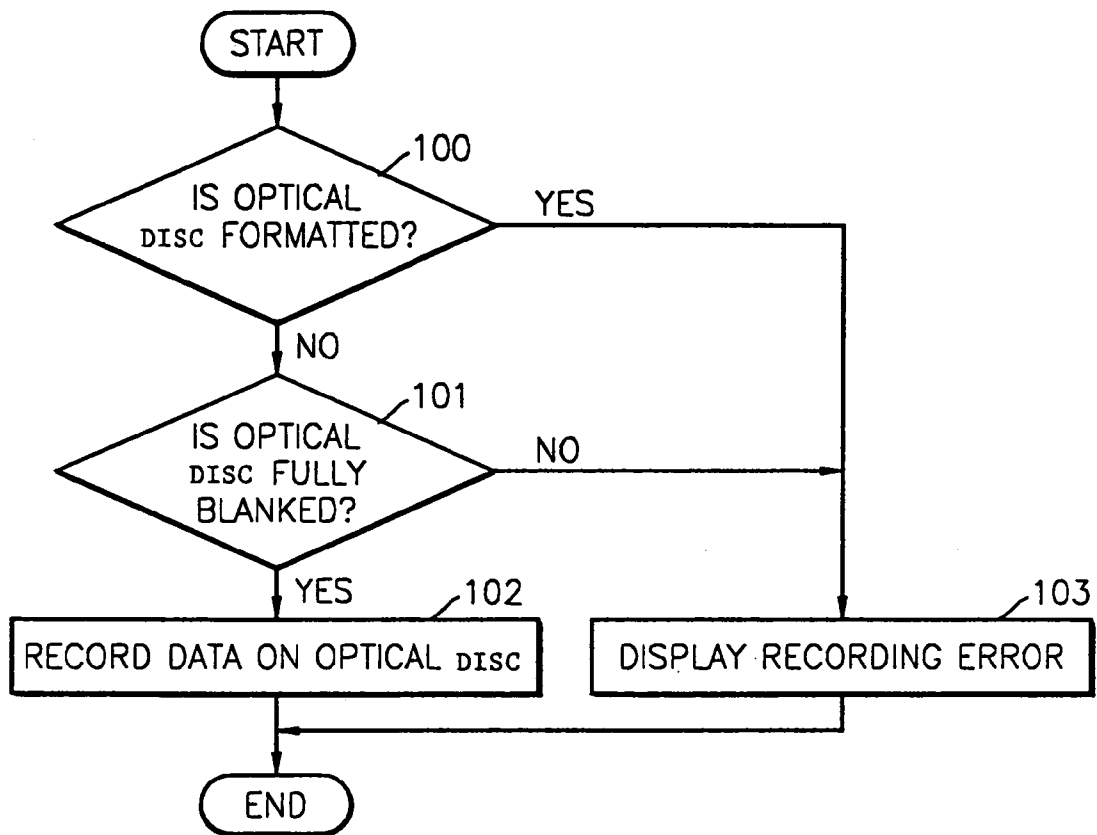 START
100
IS OPTICAL
DISC FORMATTED?
YES
NO
101
IS OPTICAL
DISC FULLY
BLANKED?
NO
YES
102
RECORD DATA ON OPTICAL DISC
103
DISPLAY RECORDING ERROR
END